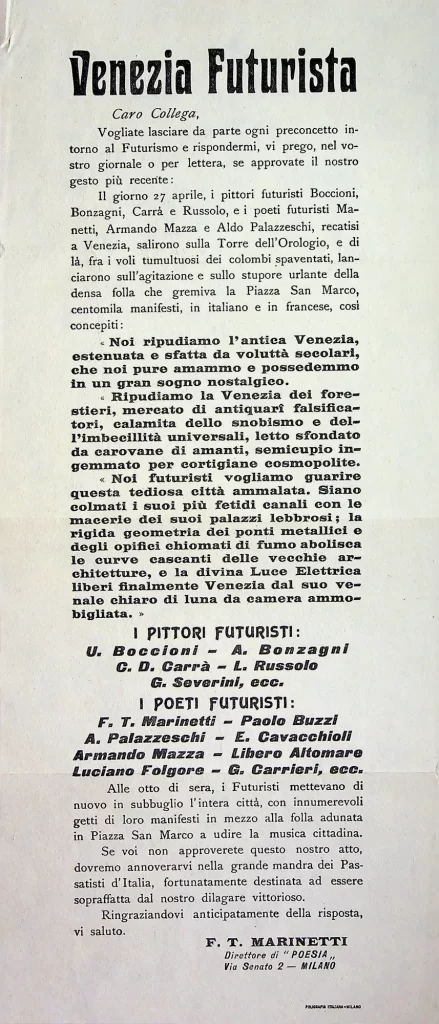 Venezia Futurista
Caro Collega,
Vogliate lasciare da parte ogni preconcetto in-
torno al Futurismo e rispondermi, vi prego, nel vo-
stro giornale o per lettera, se approvate il nostro
gesto più recente:
Il giorno 27 aprile, i pittori futuristi Boccioni,
Bonzagni, Carrà e Russolo, e i poeti futuristi Ma-
netti, Armando Mazza e Aldo Palazzeschi, recatisi
a Venezia, salirono sulla Torre dell'Orologio, e di
là, fra i voli tumultuosi dei colombi spaventati, lan-
ciarono sull'agitazione e sullo stupore urlante della
densa folla che gremiva la Piazza San Marco,
centomila manifesti, in italiano e in francese, così
concepiti:
« Noi ripudiamo l'antica Venezia,
estenuata e sfatta da voluttà secolari,
che noi pure amammo e possedemmo
in un gran sogno nostalgico.
« Ripudiamo la Venezia dei fore-
stieri, mercato di antiquarî falsifica-
tori, calamita dello snobismo e del-
l'imbecillità universali, letto sfondato
da carovane di amanti, semicupio in-
gemmato per cortigiane cosmopolite.
« Noi futuristi vogliamo guarire
questa tediosa città ammalata. Siano
colmati i suoi più fetidi canali con le
macerie dei suoi palazzi lebbrosi; la
rigida geometria dei ponti metallici e
degli opifici chiomati di fumo abolisca
le curve cascanti delle vecchie ar-
chitetture, e la divina Luce Elettrica
liberi finalmente Venezia dal suo ve-
nale chiaro di luna da camera ammo-
bigliata. »
I PITTORI FUTURISTI:
U. Boccioni – A. Bonzagni
C. D. Carrà – L. Russolo
G. Severini, ecc.
I POETI FUTURISTI:
F. T. Marinetti – Paolo Buzzi
A. Palazzeschi – E. Cavacchioli
Armando Mazza – Libero Altomare
Luciano Folgore – G. Carrieri, ecc.
Alle otto di sera, i Futuristi mettevano di
nuovo in subbuglio l'intera città, con innumerevoli
getti di loro manifesti in mezzo alla folla adunata
in Piazza San Marco a udire la musica cittadina.
Se voi non approverete questo nostro atto,
dovremo annoverarvi nella grande mandra dei Pas-
satisti d'Italia, fortunatamente destinata ad essere
sopraffatta dal nostro dilagare vittorioso.
Ringraziandovi anticipatamente della risposta,
vi saluto.
F. T. MARINETTI
Direttore di "POESIA„
Via Senato 2 — MILANO
POLIGRAFIA ITALIANA - MILANO